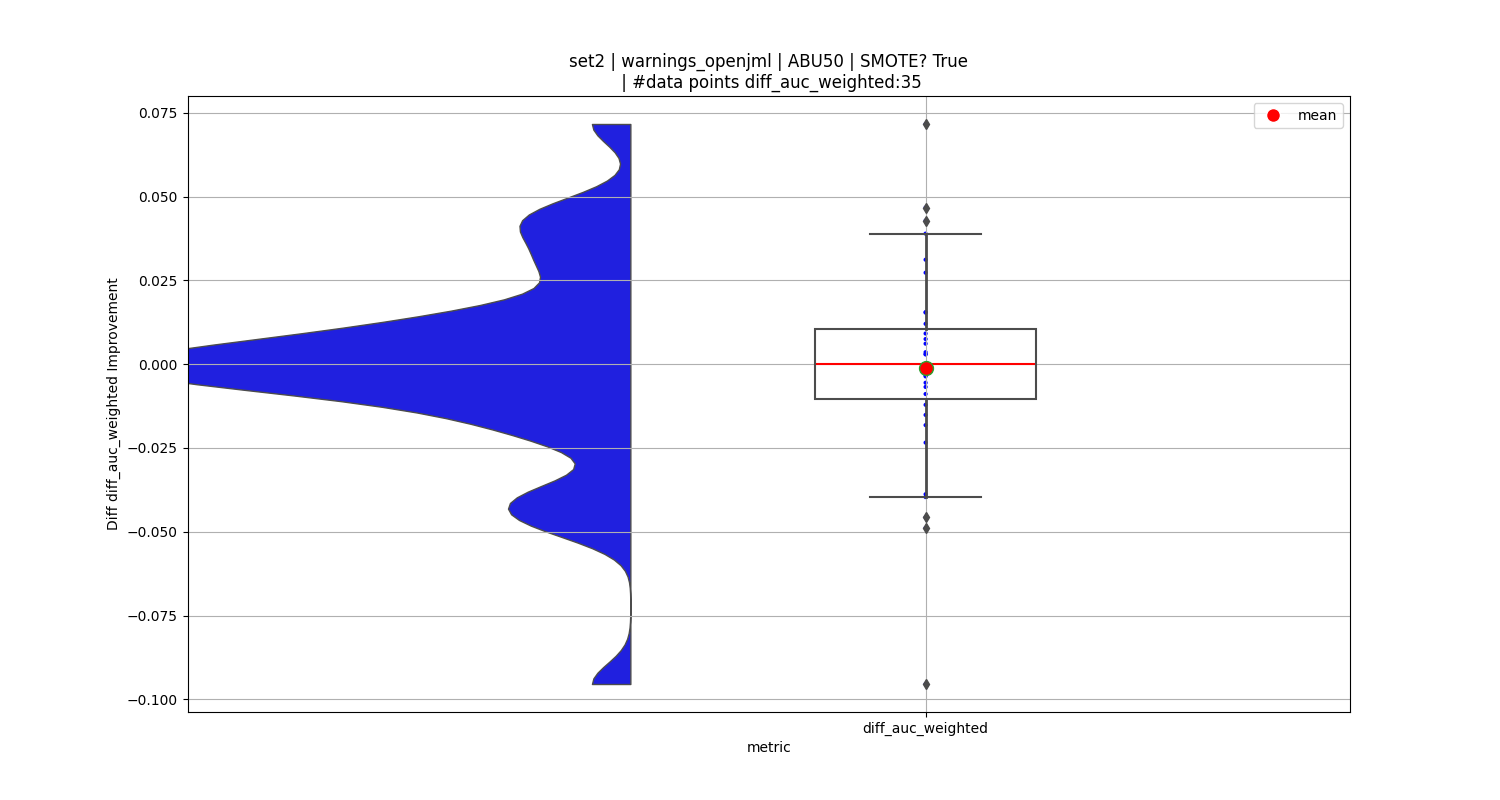 set2 | warnings_openjml | ABU50 | SMOTE? True
| #data points diff_auc_weighted:35
mean
0.075
0.050
0.025
0.000
−0.025
−0.050
−0.075
−0.100
Diff diff_auc_weighted Improvement
diff_auc_weighted
metric